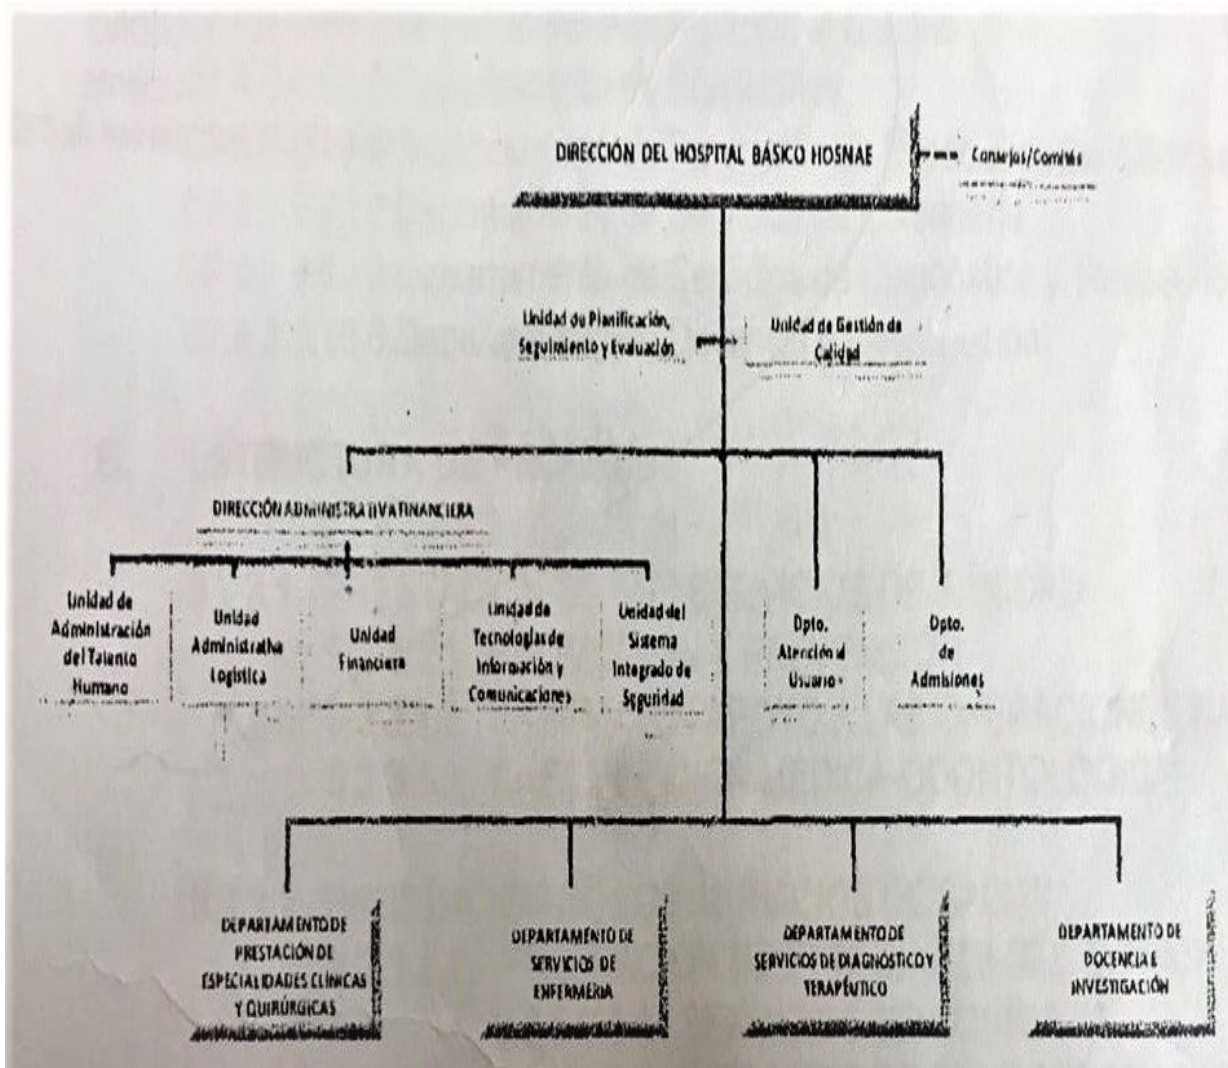 DIRECCIÓN DEL HOSPITAL BÁSICO HOSNAE
Consejos/Comités
Unidad de Planificación,
Seguimiento y Evaluación
Unidad de Gestión de
Calidad
DIRECCIÓN ADMINISTRATIVA FINANCIERA
Unidad de
Administración
del Talento
Humano
Unidad
Administrativa
Logística
Unidad
Financiera
Unidad de
Tecnologías de
Información y
Comunicaciones
Unidad del
Sistema
Integrado de
Seguridad
Dpto.
Atención al
Usuario
Dpto.
de
Admisiones
DEPARTAMENTO DE
PRESTACIÓN DE
ESPECIALIDADES CLÍNICAS
Y QUIRÚRGICAS
DEPARTAMENTO DE
SERVICIOS DE
ENFERMERIA
DEPARTAMENTO DE
SERVICIOS DE DIAGNÓSTICO Y
TERAPÉUTICO
DEPARTAMENTO DE
DOCENCIA E
INVESTIGACIÓN